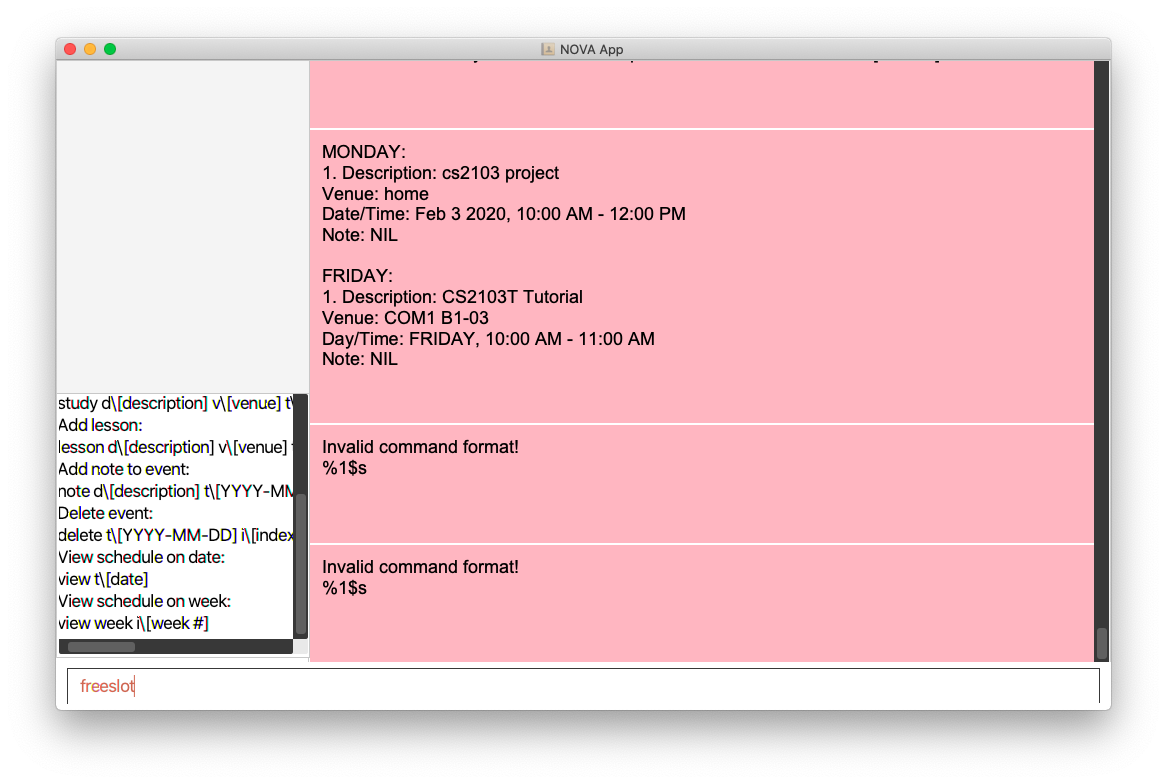 NOVA App
MONDAY:
1. Description: cs2103 project
Venue: home
Date/Time: Feb 3 2020, 10:00 AM - 12:00 PM
Note: NIL
FRIDAY:
1. Description: CS2103T Tutorial
Venue: COM1 B1-03
Day/Time: FRIDAY, 10:00 AM - 11:00 AM
Note: NIL
Invalid command format!
%1$s
Invalid command format!
%1$s
study d\[description] v\[venue] t\
Add lesson:
lesson d\[description] v\[venue]
Add note to event:
note d\[description] t\[YYYY-MM
Delete event:
delete t\[YYYY-MM-DD] i\[index
View schedule on date:
view t\[date]
View schedule on week:
view week i\[week #]
freeslot